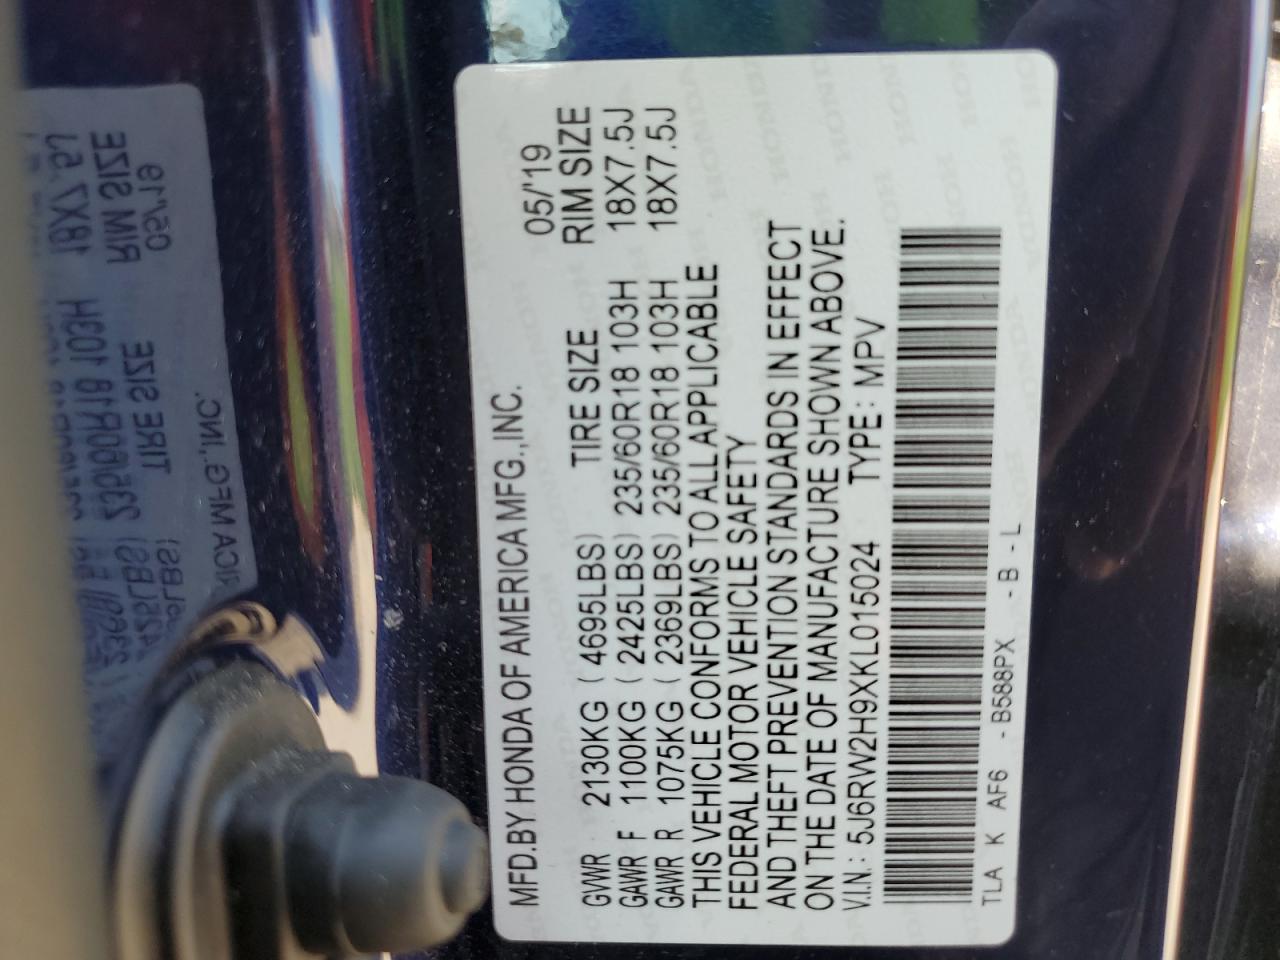 MFD.BY HONDA OF AMERICA MFG.,INC. 05/'19
TIRE SIZE RIM SIZE
GVWR 2130KG ( 4695LBS)
GAWR F 1100KG ( 2425LBS) 235/60R18 103H 18X7.5J
GAWR R 1075KG ( 2369LBS) 235/60R18 103H 18X7.5J
THIS VEHICLE CONFORMS TO ALL APPLICABLE
FEDERAL MOTOR VEHICLE SAFETY
AND THEFT PREVENTION STANDARDS IN EFFECT
ON THE DATE OF MANUFACTURE SHOWN ABOVE.
V.I.N.: 5J6RW2H9XKL015024 TYPE : MPV
TLA K AF6 - B588PX - B - L